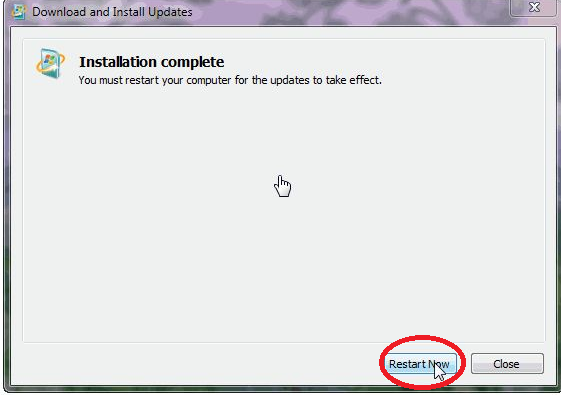 Download and Install Updates
Installation complete
You must restart your computer for the updates to take effect.
Restart Now
Close